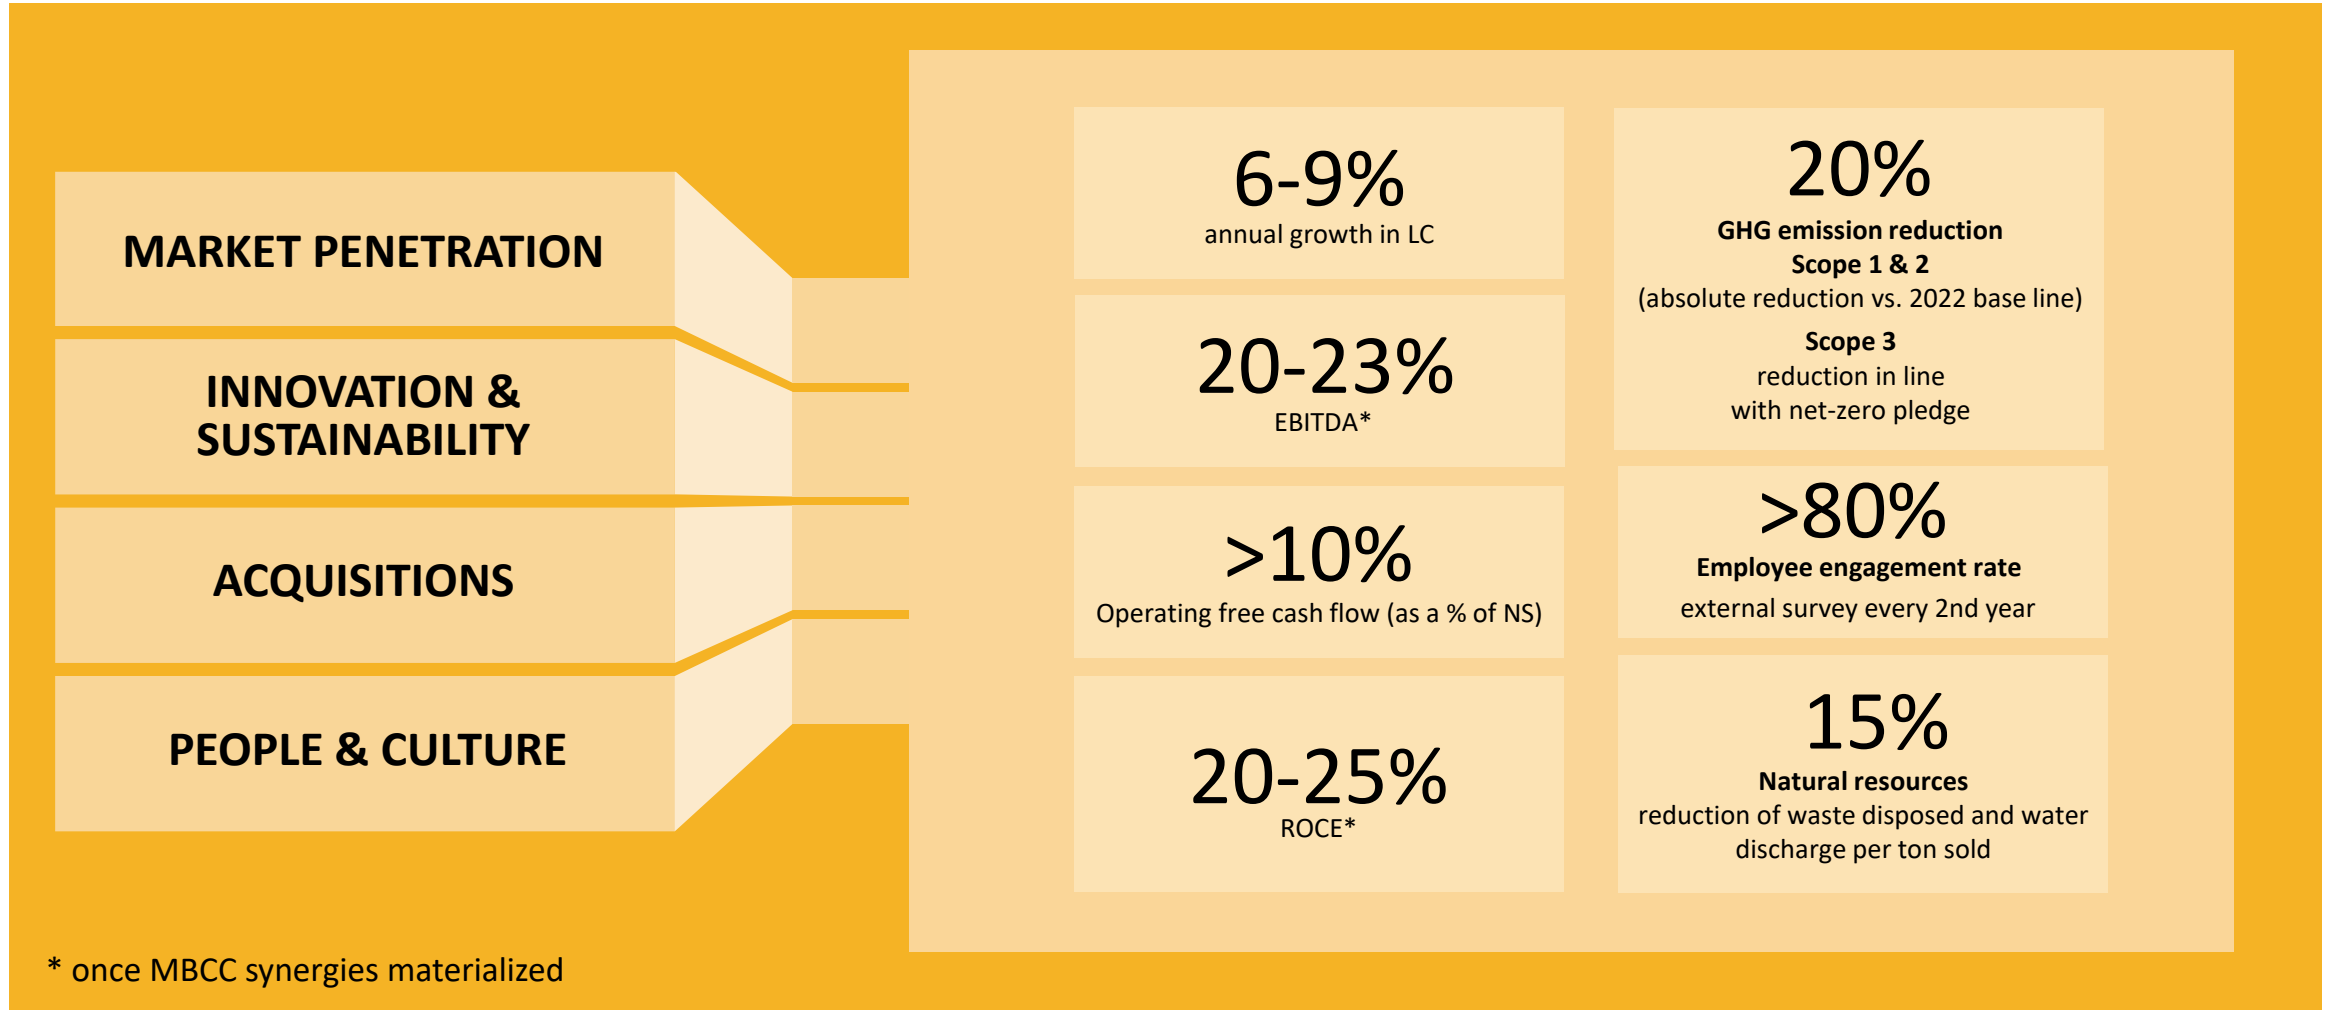 MARKET PENETRATION
INNOVATION &
SUSTAINABILITY
ACQUISITIONS
PEOPLE & CULTURE
6-9%
annual growth in LC
20-23%
EBITDA*
>10%
Operating free cash flow (as a % of NS)
20-25%
ROCE*
20%
GHG emission reduction
Scope 1 & 2
(absolute reduction vs. 2022 base line)
Scope 3
reduction in line
with net-zero pledge
>80%
Employee engagement rate
external survey every 2nd year
15%
Natural resources
reduction of waste disposed and water
discharge per ton sold
* once MBCC synergies materialized